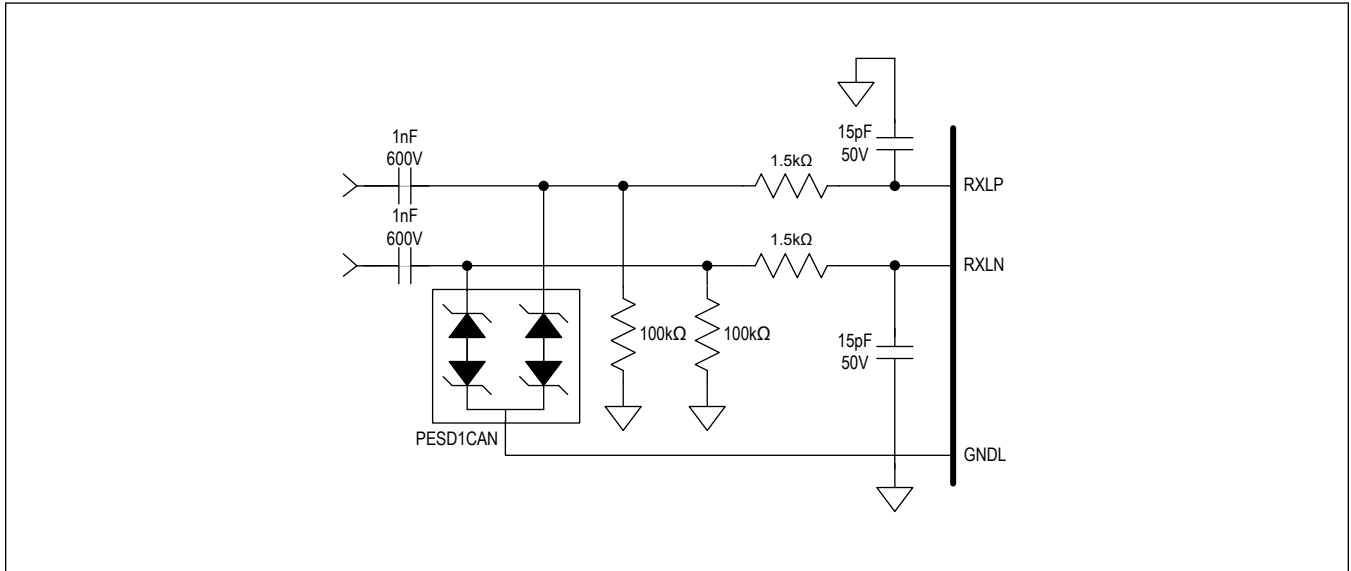 1nF
600V
15pF
50V
1.5kΩ
RXLP
1nF
600V
1.5kΩ
RXLN
100kΩ
100kΩ
15pF
50V
PESD1CAN
GNDL